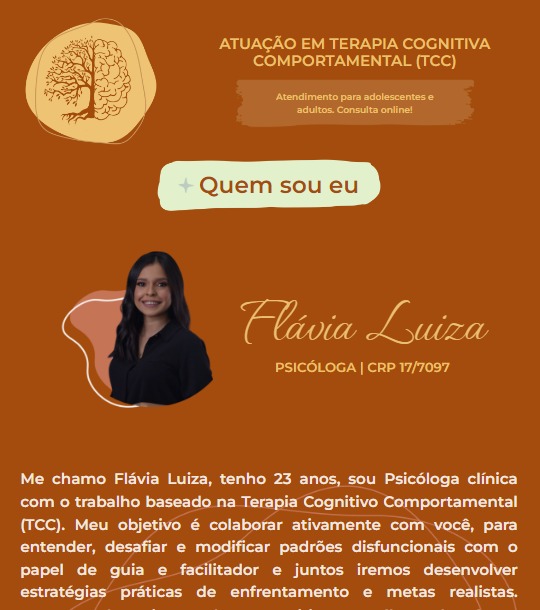 ATUAÇÃO EM TERAPIA COGNITIVA
COMPORTAMENTAL (TCC)
Atendimento para adolescentes e
adultos. Consulta online!
Quem sou eu
Flávia Luiza
PSICÓLOGA | CRP 17/7097
Me chamo Flávia Luiza, tenho 23 anos, sou Psicóloga clínica
com o trabalho baseado na Terapia Cognitivo Comportamental
(TCC). Meu objetivo é colaborar ativamente com você, para
entender, desafiar e modificar padrões disfuncionais com o
papel de guia e facilitador e juntos iremos desenvolver
estratégias práticas de enfrentamento e metas realistas.